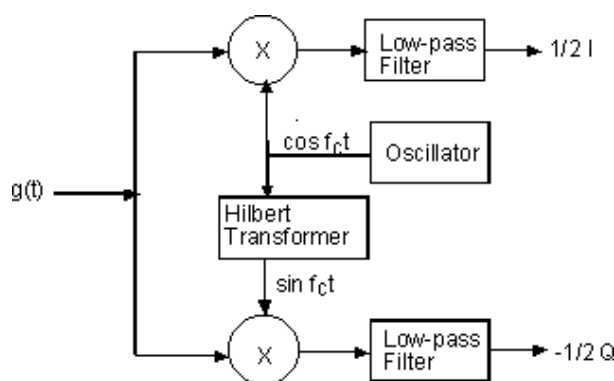 X
Low-pass
Filter
1/2 I
cos fct
Oscillator
g(t)
Hilbert
Transformer
sin fct
X
Low-pass
Filter
-1/2 Q